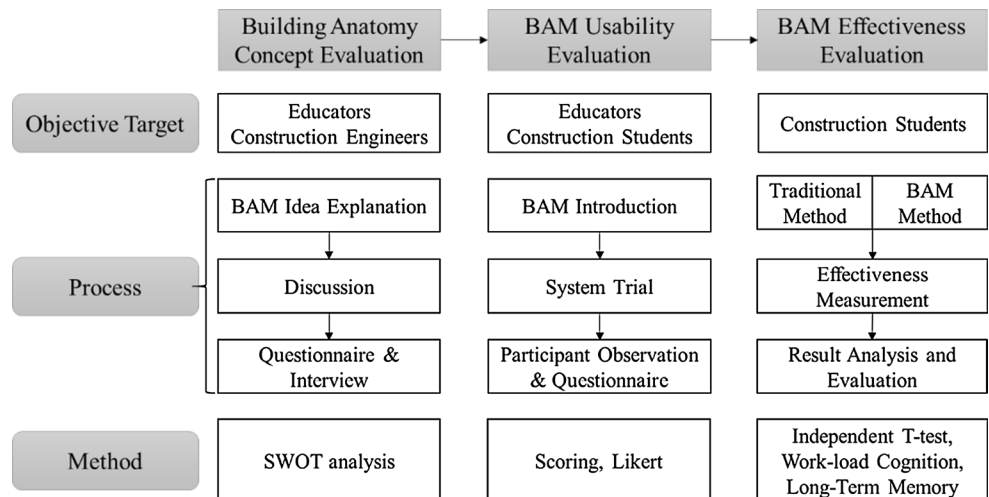 Building Anatomy
Concept Evaluation
BAM Usability
Evaluation
BAM Effectiveness
Evaluation
Objective Target
Educators
Construction Engineers
Educators
Construction Students
Construction Students
Process
BAM Idea Explanation
Discussion
Questionnaire &
Interview
BAM Introduction
System Trial
Participant Observation
& Questionnaire
Traditional
Method
BAM
Method
Effectiveness
Measurement
Result Analysis and
Evaluation
Method
SWOT analysis
Scoring, Likert
Independent T-test,
Work-load Cognition,
Long-Term Memory